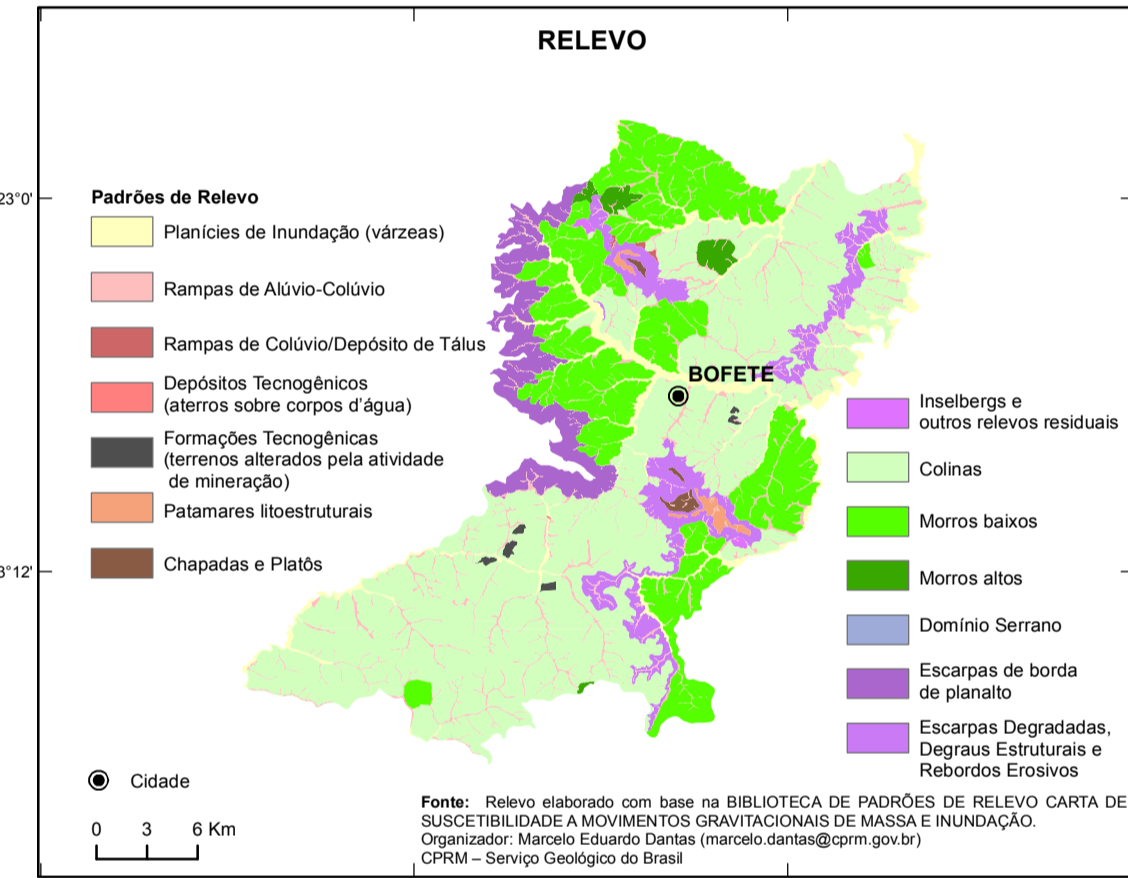 RELEVO
23°0'
3°12'
Padrões de Relevo
Planícies de Inundação (várzeas)
Rampas de Alúvio-Colúvio
Rampas de Colúvio/Depósito de Tálus
Depósitos Tecnogênicos
(aterros sobre corpos d'água)
Formações Tecnogênicas
(terrenos alterados pela atividade
de mineração)
Patamares litoestruturais
Chapadas e Platôs
BOFETE
Inselbergs e
outros relevos residuais
Colinas
Morros baixos
Morros altos
Domínio Serrano
Escarpas de borda
de planalto
Escarpas Degradadas,
Degraus Estruturais e
Rebordos Erosivos
Cidade
0 3 6 Km
Fonte: Relevo elaborado com base na BIBLIOTECA DE PADRÕES DE RELEVO CARTA DE
SUSCETIBILIDADE A MOVIMENTOS GRAVITACIONAIS DE MASSA E INUNDAÇÃO.
Organizador: Marcelo Eduardo Dantas (marcelo.dantas@cprm.gov.br)
CPRM – Serviço Geológico do Brasil